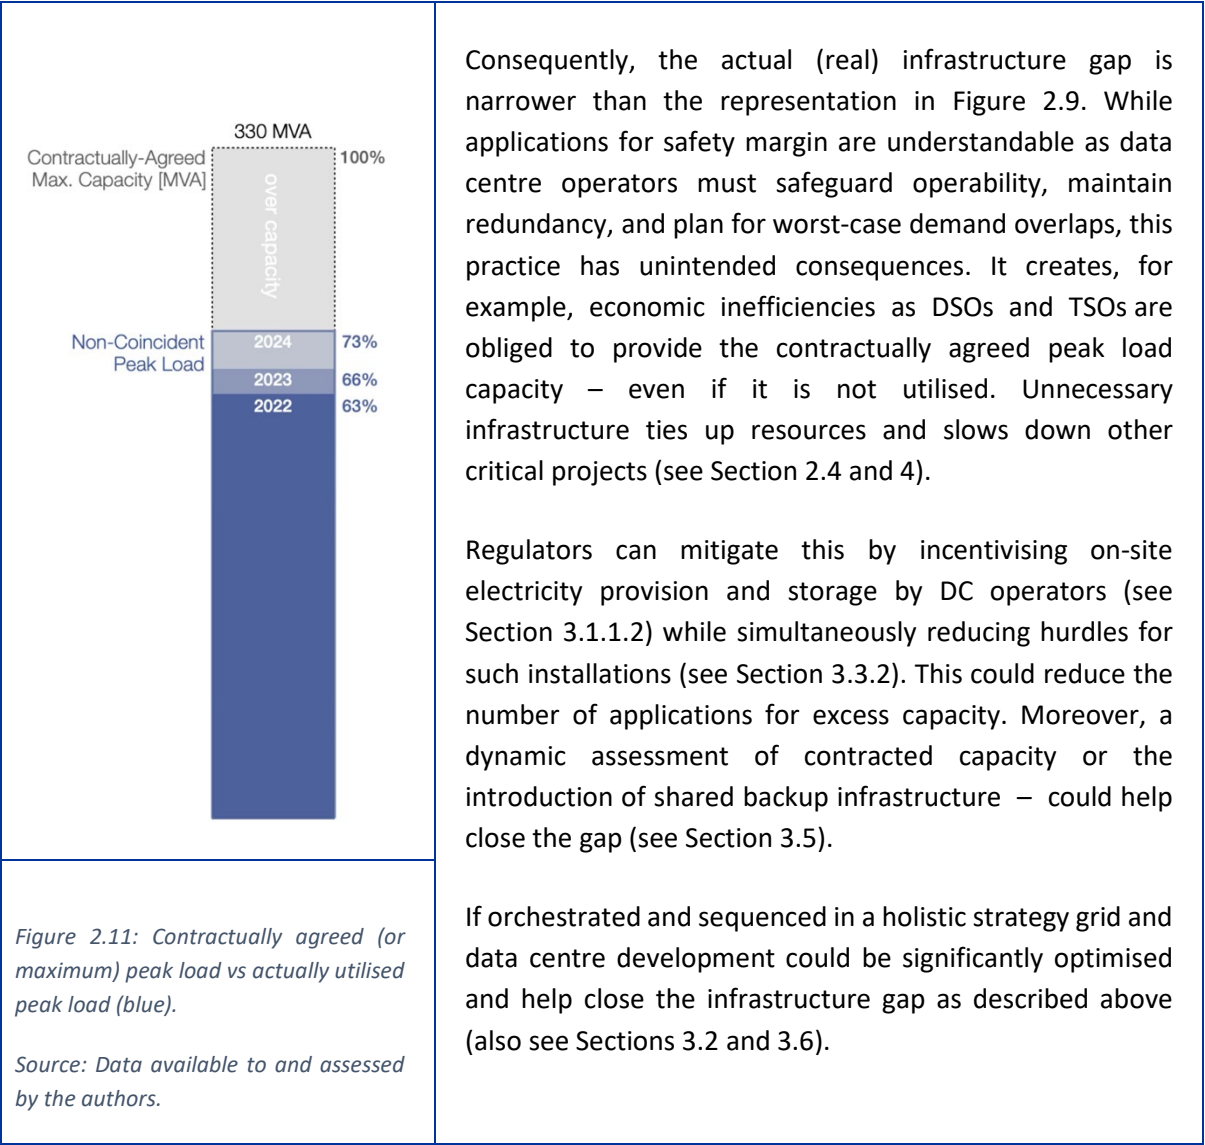 330 MVA
Contractually-Agreed
Max. Capacity [MVA]
100%
over capacity
Non-Coincident
Peak Load
2024
73%
2023
66%
2022
63%
Figure 2.11: Contractually agreed (or
maximum) peak load vs actually utilised
peak load (blue).
Source: Data available to and assessed
by the authors.
Consequently, the actual (real) infrastructure gap is
narrower than the representation in Figure 2.9. While
applications for safety margin are understandable as data
centre operators must safeguard operability, maintain
redundancy, and plan for worst-case demand overlaps, this
practice has unintended consequences. It creates, for
example, economic inefficiencies as DSOs and TSOs are
obliged to provide the contractually agreed peak load
capacity – even if it is not utilised. Unnecessary
infrastructure ties up resources and slows down other
critical projects (see Section 2.4 and 4).
Regulators can mitigate this by incentivising on-site
electricity provision and storage by DC operators (see
Section 3.1.1.2) while simultaneously reducing hurdles for
such installations (see Section 3.3.2). This could reduce the
number of applications for excess capacity. Moreover, a
dynamic assessment of contracted capacity or the
introduction of shared backup infrastructure – could help
close the gap (see Section 3.5).
If orchestrated and sequenced in a holistic strategy grid and
data centre development could be significantly optimised
and help close the infrastructure gap as described above
(also see Sections 3.2 and 3.6).